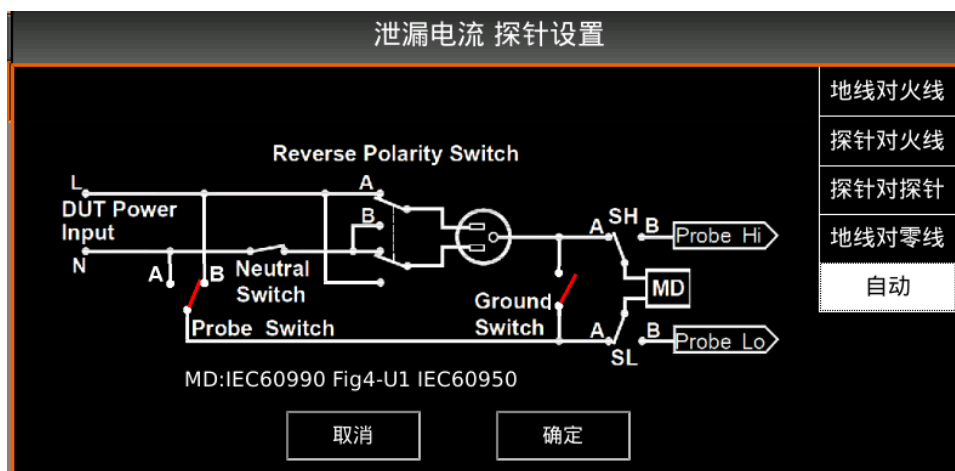 泄漏电流 探针设置
地线对火线
探针对火线
探针对探针
地线对零线
自动
Reverse Polarity Switch
L
A
DUT Power
Input
B
N
A
B
Neutral
Switch
Probe Switch
Ground
Switch
A
SH
B
Probe Hi
MD
A
SL
B
Probe Lo
MD:IEC60990 Fig4-U1 IEC60950
取消
确定